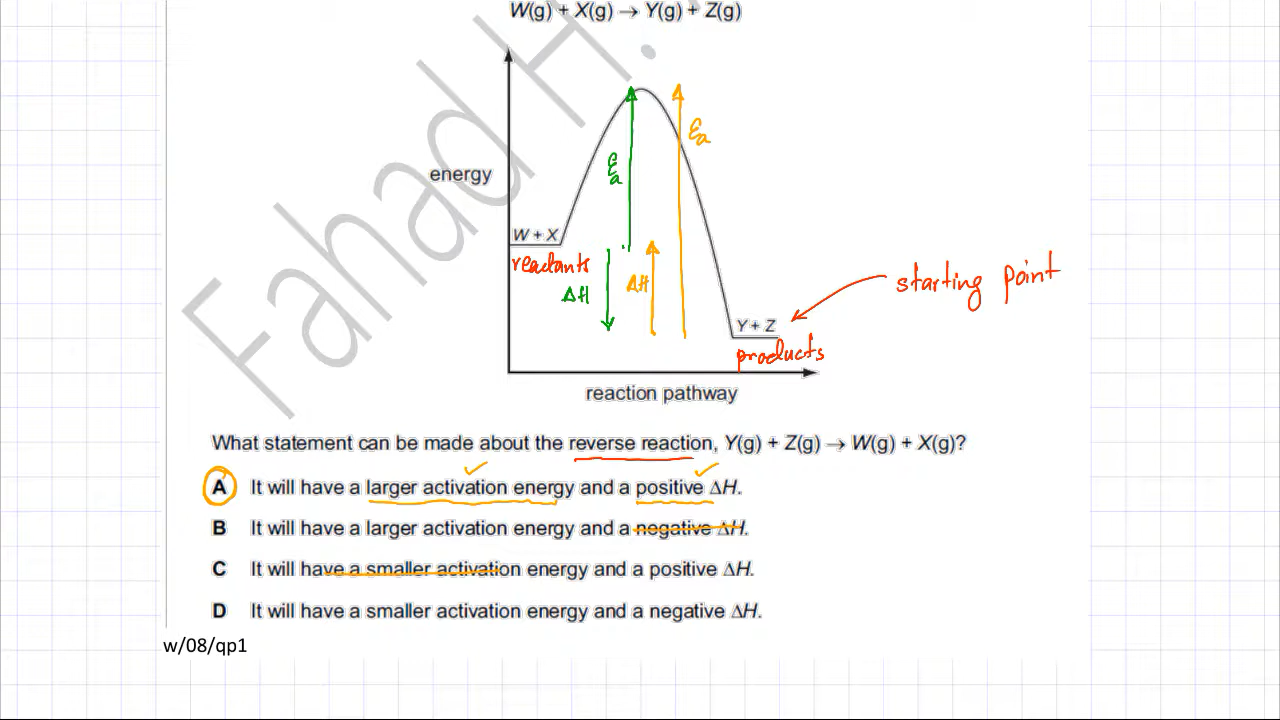 W(g) + X(g) → Y(g) + Z(g)
Fahad H.
energy
Ea
Ea
W + X
reactants
ΔH
ΔH
starting point
Y + Z
products
reaction pathway
What statement can be made about the reverse reaction, Y(g) + Z(g) → W(g) + X(g)?
A It will have a larger activation energy and a positive ΔH.
B It will have a larger activation energy and a negative ΔH.
C It will have a smaller activation energy and a positive ΔH.
D It will have a smaller activation energy and a negative ΔH.
w/08/qp1